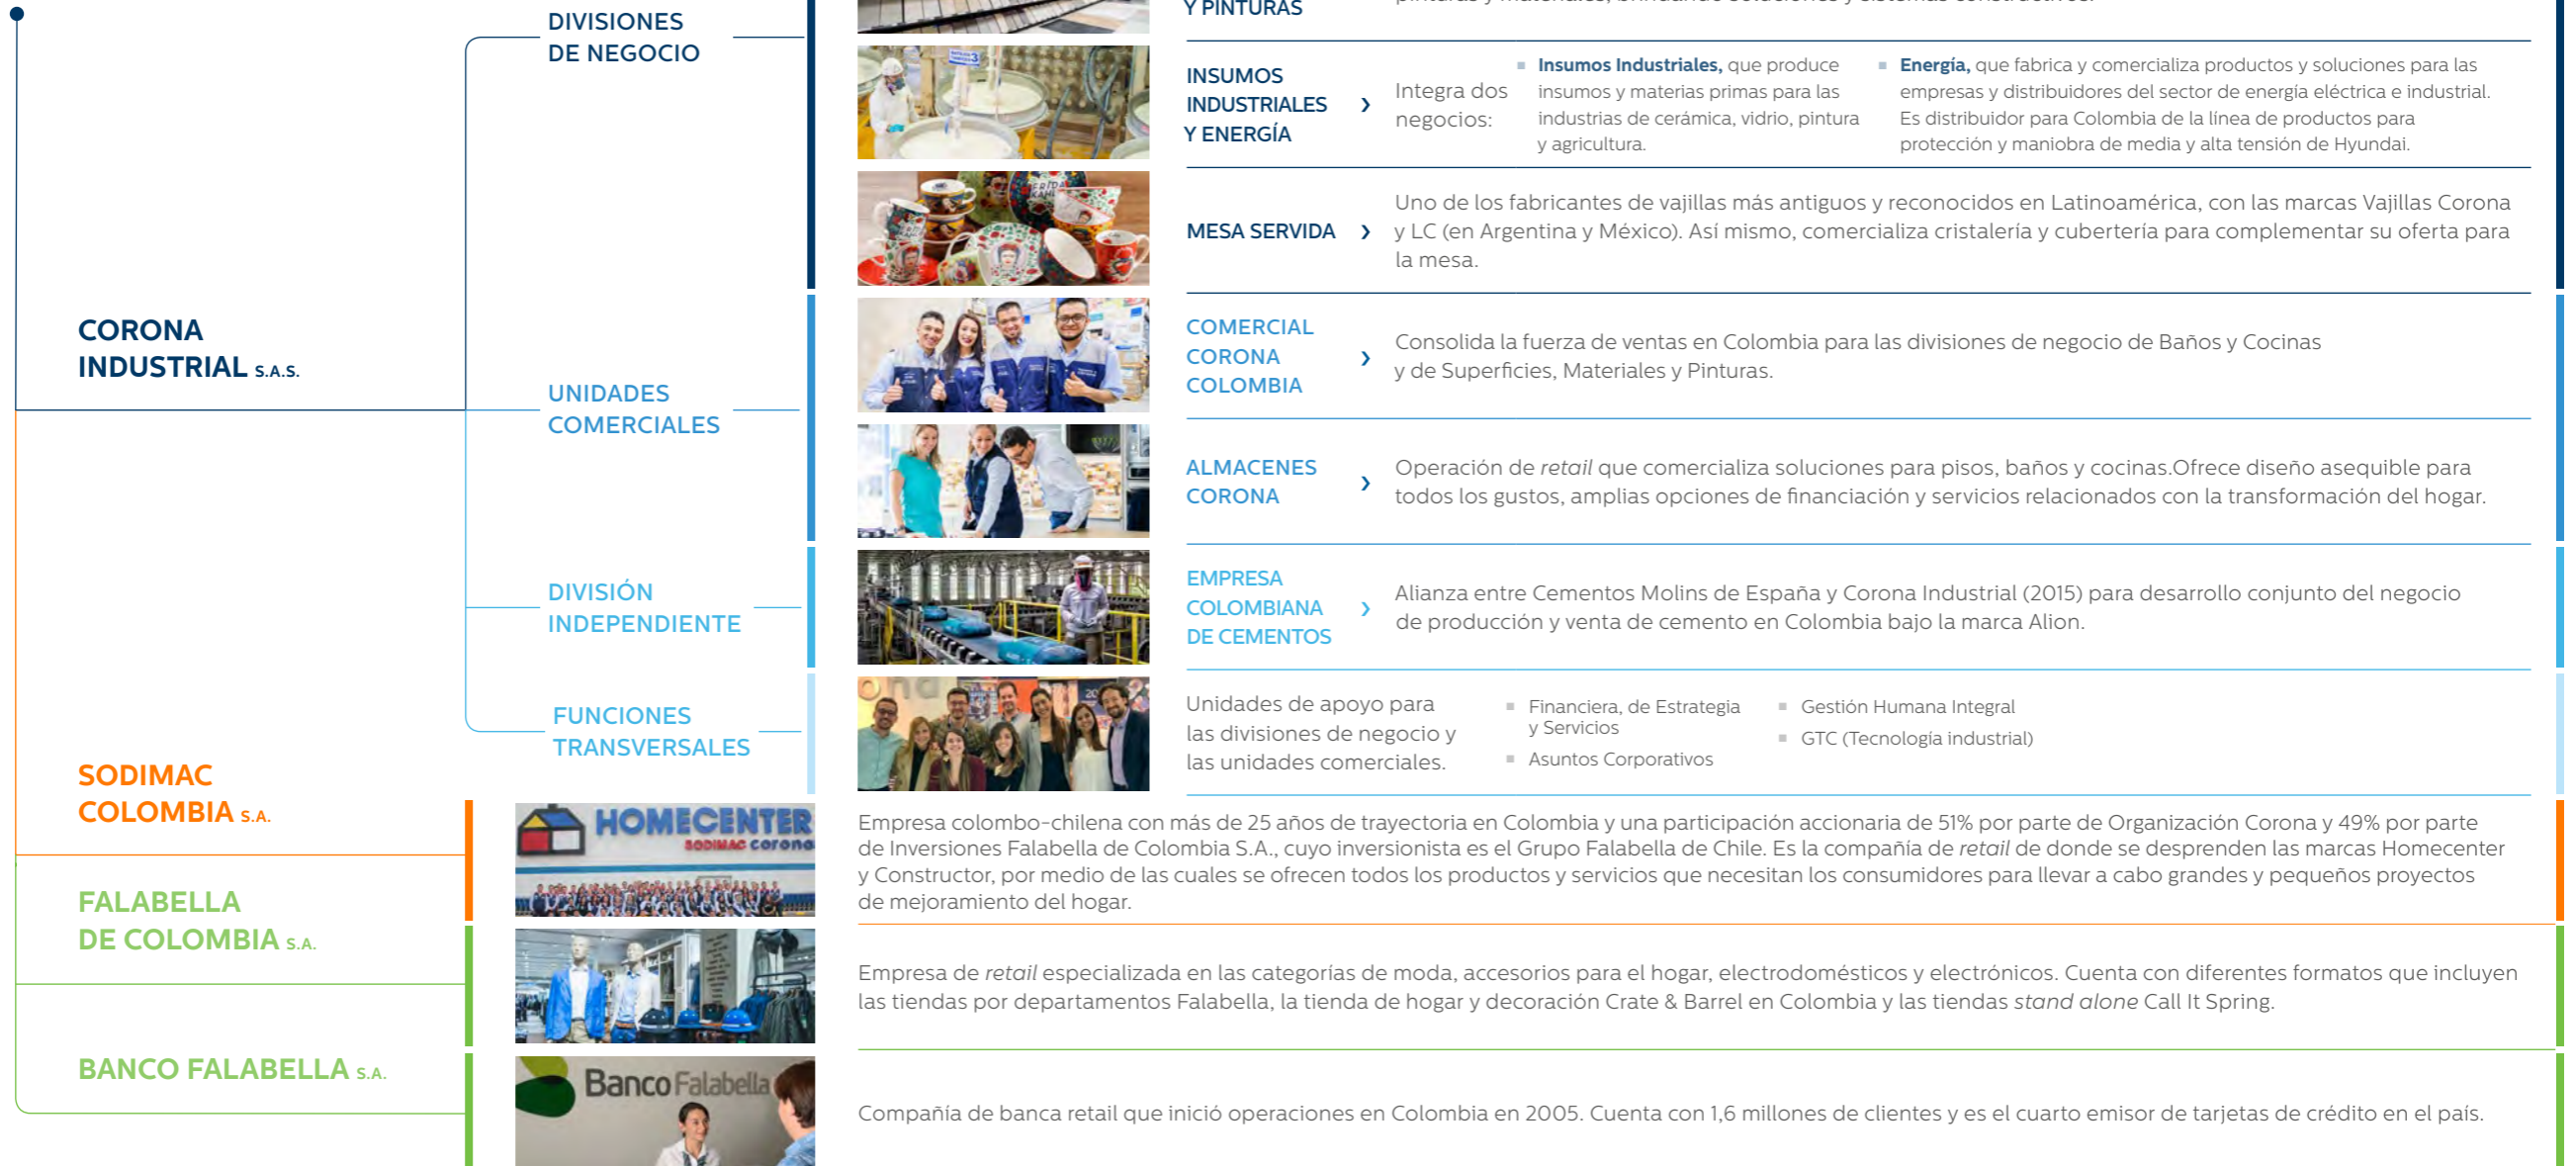 DIVISIONES
DE NEGOCIO
Y PINTURAS
INSUMOS
INDUSTRIALES
Y ENERGÍA
Integra dos
negocios:
Insumos Industriales, que produce
insumos y materias primas para las
industrias de cerámica, vidrio, pintura
y agricultura.
Energía, que fabrica y comercializa productos y soluciones para las
empresas y distribuidores del sector de energía eléctrica e industrial.
Es distribuidor para Colombia de la línea de productos para
protección y maniobra de media y alta tensión de Hyundai.
MESA SERVIDA
Uno de los fabricantes de vajillas más antiguos y reconocidos en Latinoamérica, con las marcas Vajillas Corona
y LC (en Argentina y México). Así mismo, comercializa cristalería y cubertería para complementar su oferta para
la mesa.
CORONA
INDUSTRIAL S.A.S.
UNIDADES
COMERCIALES
COMERCIAL
CORONA
COLOMBIA
Consolida la fuerza de ventas en Colombia para las divisiones de negocio de Baños y Cocinas
y de Superficies, Materiales y Pinturas.
ALMACENES
CORONA
Operación de retail que comercializa soluciones para pisos, baños y cocinas.Ofrece diseño asequible para
todos los gustos, amplias opciones de financiación y servicios relacionados con la transformación del hogar.
DIVISIÓN
INDEPENDIENTE
EMPRESA
COLOMBIANA
DE CEMENTOS
Alianza entre Cementos Molins de España y Corona Industrial (2015) para desarrollo conjunto del negocio
de producción y venta de cemento en Colombia bajo la marca Alion.
FUNCIONES
TRANSVERSALES
Unidades de apoyo para
las divisiones de negocio y
las unidades comerciales.
Financiera, de Estrategia
y Servicios
Asuntos Corporativos
Gestión Humana Integral
GTC (Tecnología industrial)
SODIMAC
COLOMBIA S.A.
HOMECENTER
SODIMAC corona
Empresa colombo-chilena con más de 25 años de trayectoria en Colombia y una participación accionaria de 51% por parte de Organización Corona y 49% por parte
de Inversiones Falabella de Colombia S.A., cuyo inversionista es el Grupo Falabella de Chile. Es la compañía de retail de donde se desprenden las marcas Homecenter
y Constructor, por medio de las cuales se ofrecen todos los productos y servicios que necesitan los consumidores para llevar a cabo grandes y pequeños proyectos
de mejoramiento del hogar.
FALABELLA
DE COLOMBIA S.A.
Empresa de retail especializada en las categorías de moda, accesorios para el hogar, electrodomésticos y electrónicos. Cuenta con diferentes formatos que incluyen
las tiendas por departamentos Falabella, la tienda de hogar y decoración Crate & Barrel en Colombia y las tiendas stand alone Call It Spring.
BANCO FALABELLA S.A.
Banco Falabella
Compañía de banca retail que inició operaciones en Colombia en 2005. Cuenta con 1,6 millones de clientes y es el cuarto emisor de tarjetas de crédito en el país.